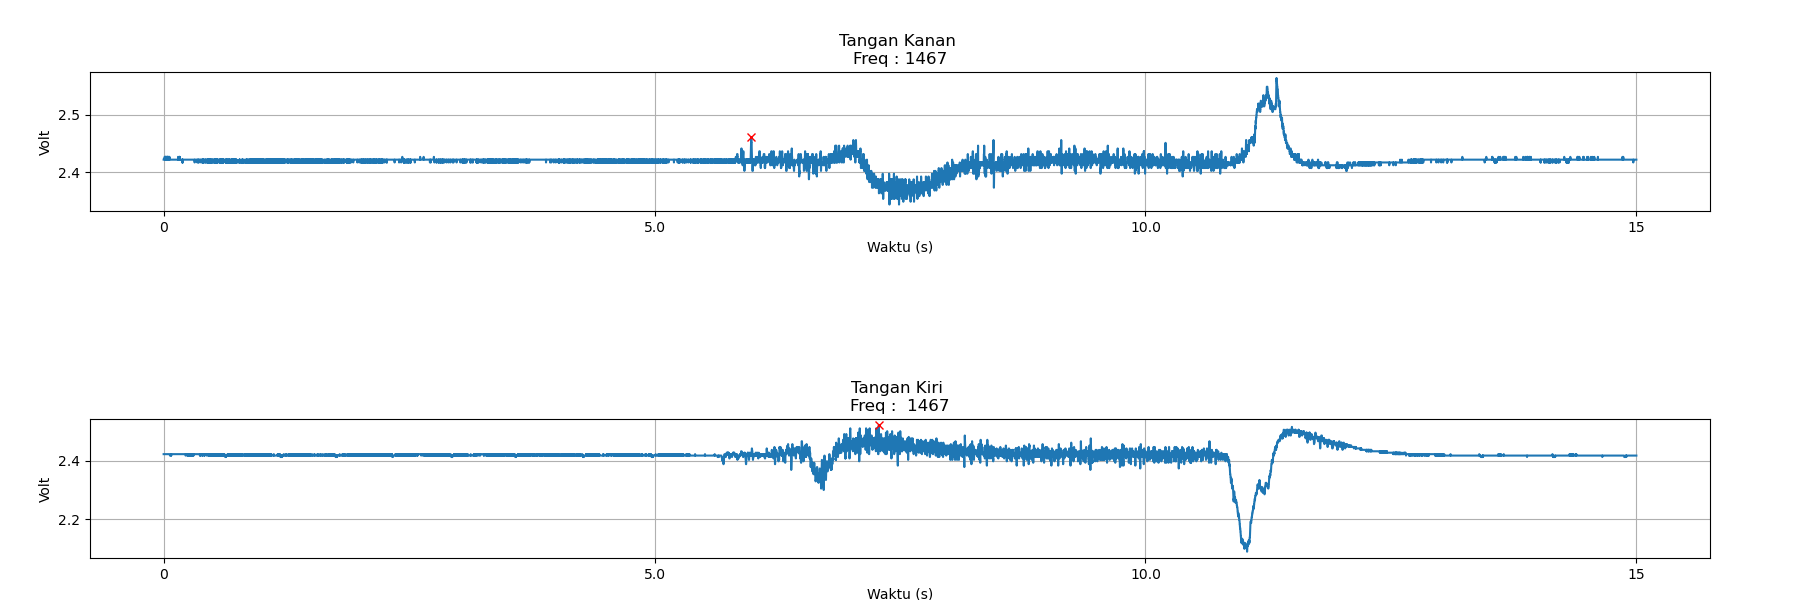 Tangan Kanan
Freq : 1467
Volt
2.5
2.4
0 5.0 10.0 15
Waktu (s)
Tangan Kiri
Freq :  1467
Volt
2.4
2.2
0 5.0 10.0 15
Waktu (s)